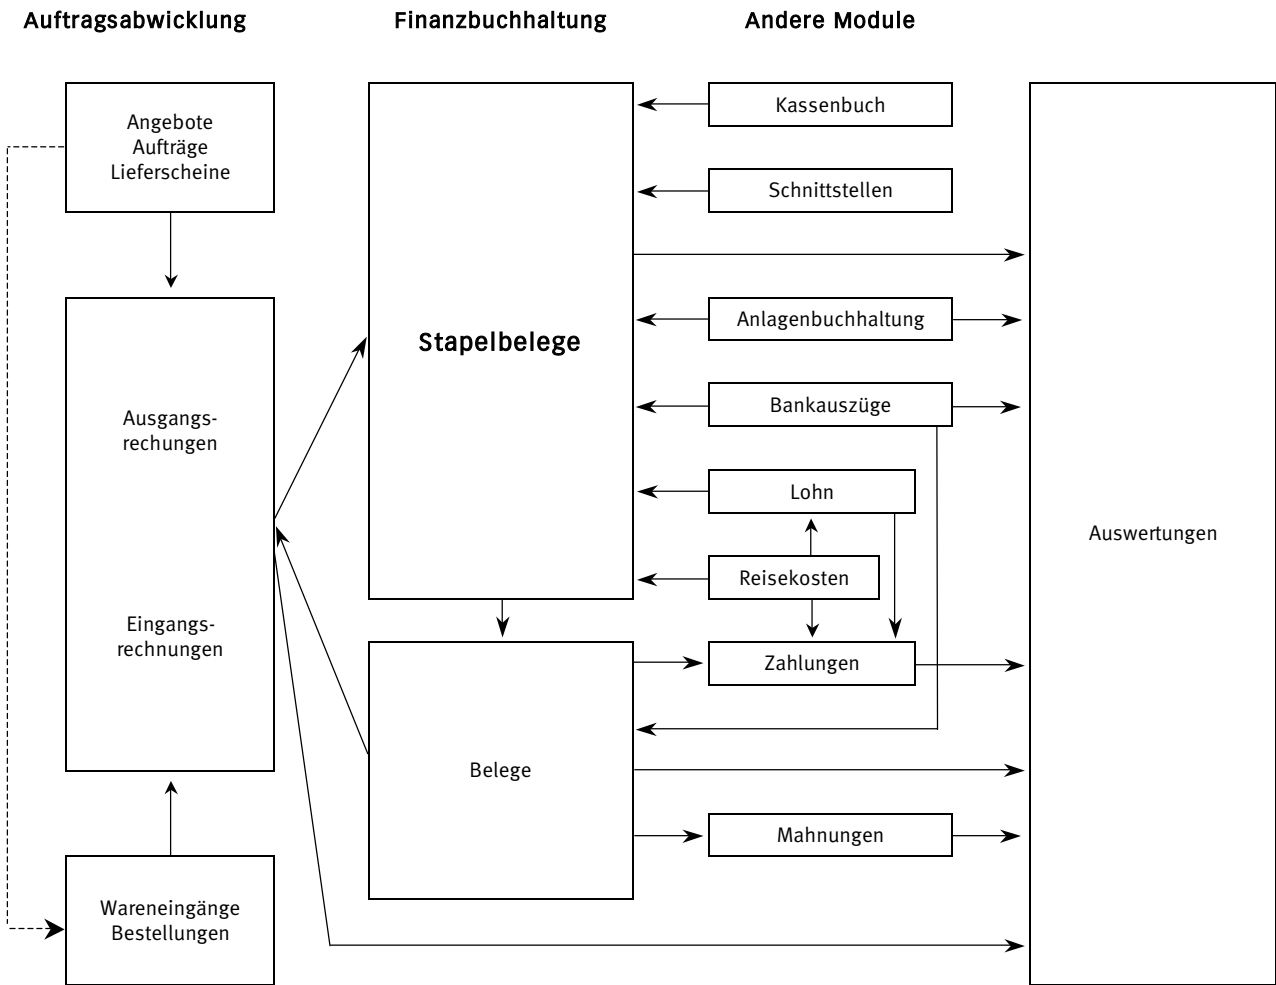 Auftragsabwicklung
Finanzbuchhaltung
Andere Module
Angebote
Aufträge
Lieferscheine
Ausgangs-
rechungen
Eingangs-
rechnungen
Wareneingänge
Bestellungen
Stapelbelege
Belege
Kassenbuch
Schnittstellen
Anlagenbuchhaltung
Bankauszüge
Lohn
Reisekosten
Zahlungen
Mahnungen
Auswertungen